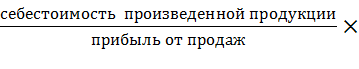 себестоимость произведенной продукции
прибыль от продаж ×